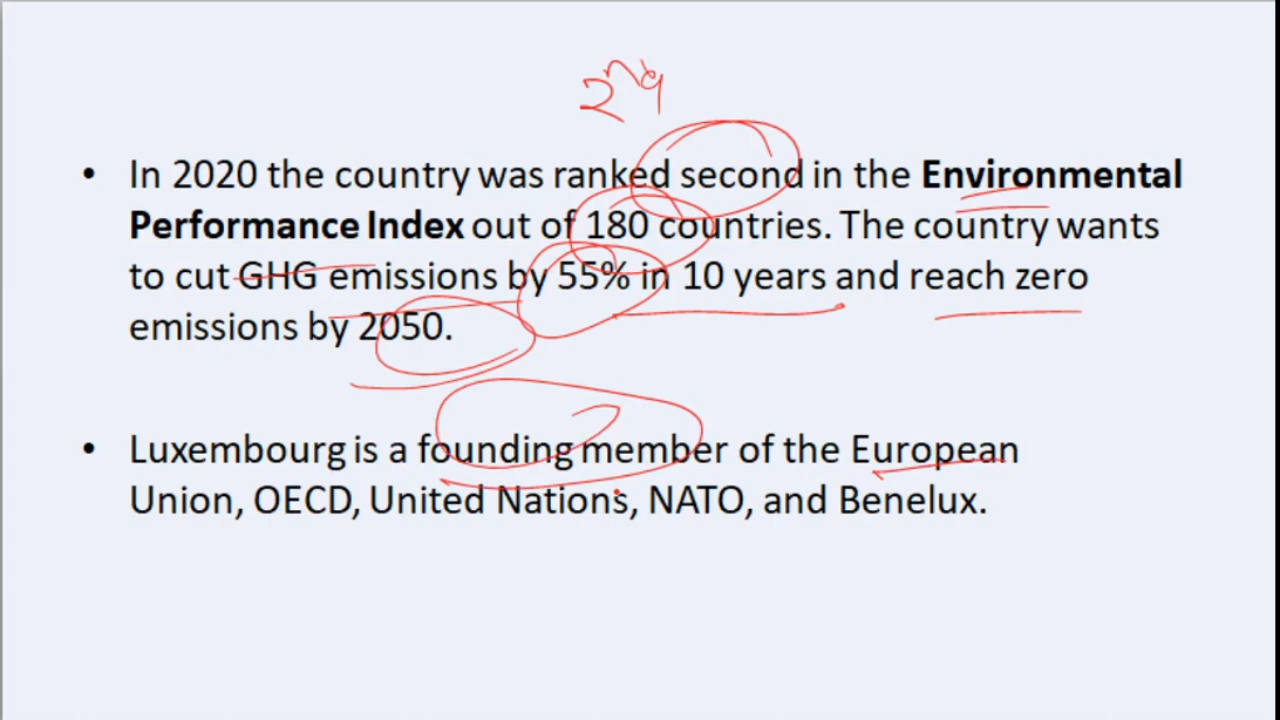 2nd
• In 2020 the country was ranked second in the Environmental
Performance Index out of 180 countries. The country wants
to cut GHG emissions by 55% in 10 years and reach zero
emissions by 2050.
• Luxembourg is a founding member of the European
Union, OECD, United Nations, NATO, and Benelux.